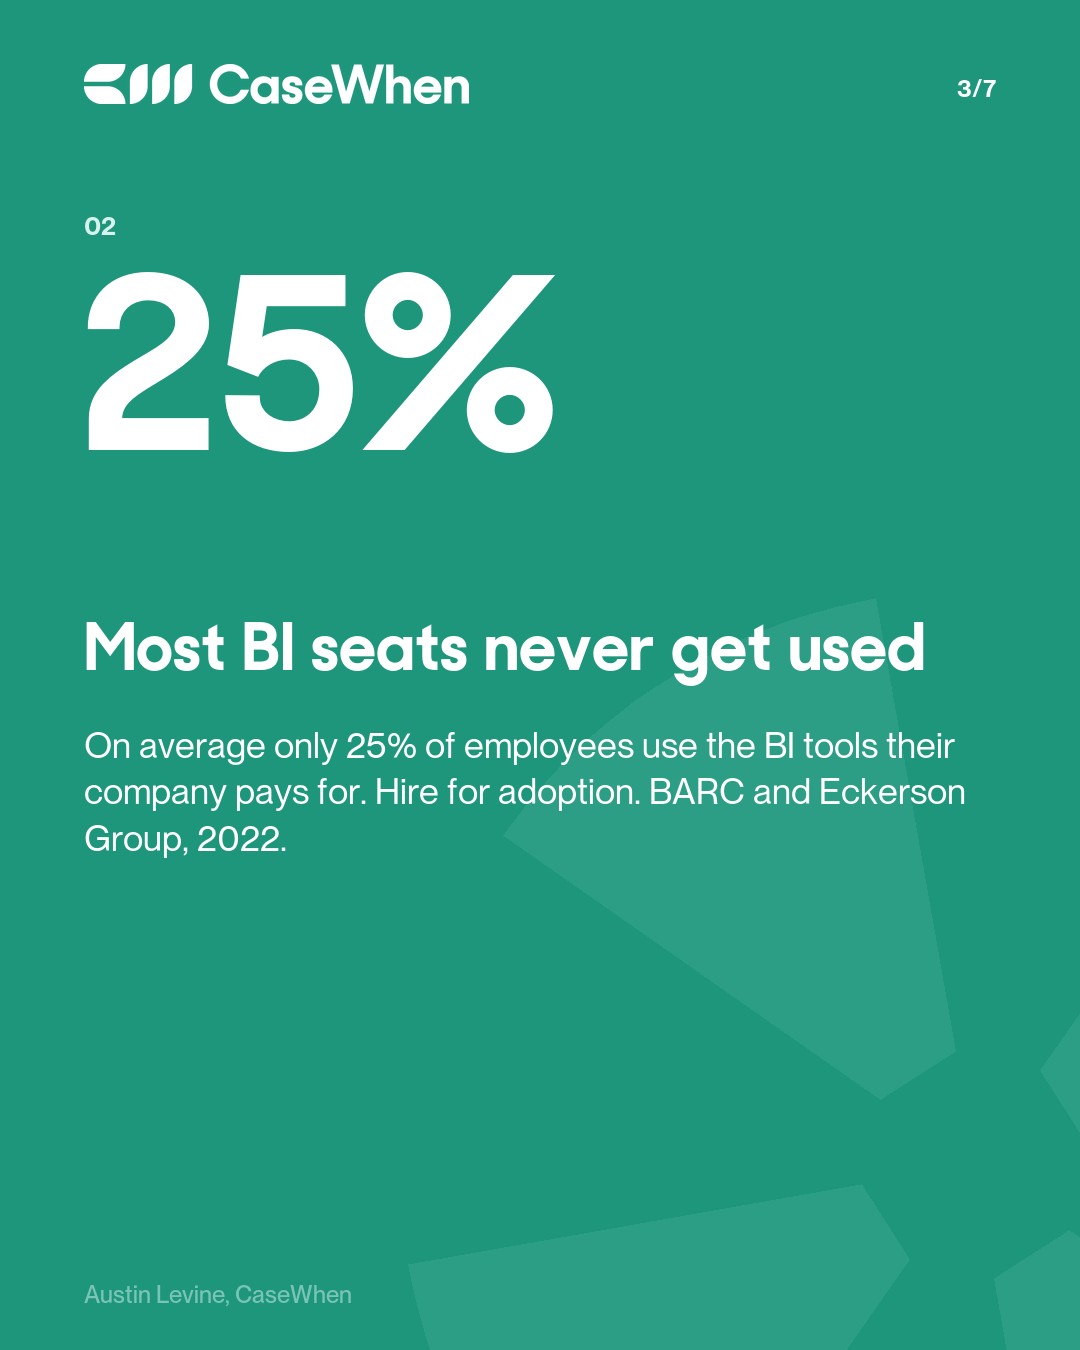 CaseWhen
3/7
02
25%
Most BI seats never get used
On average only 25% of employees use the BI tools their
company pays for. Hire for adoption. BARC and Eckerson
Group, 2022.
Austin Levine, CaseWhen